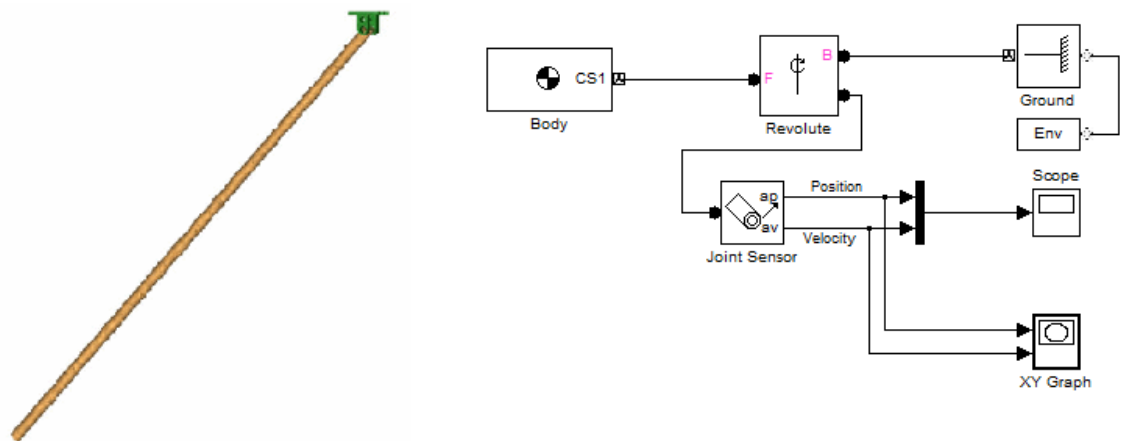 CS1
Body
F
B
Revolute
Ground
Env
Scope
ap
Position
av
Velocity
Joint Sensor
XY Graph